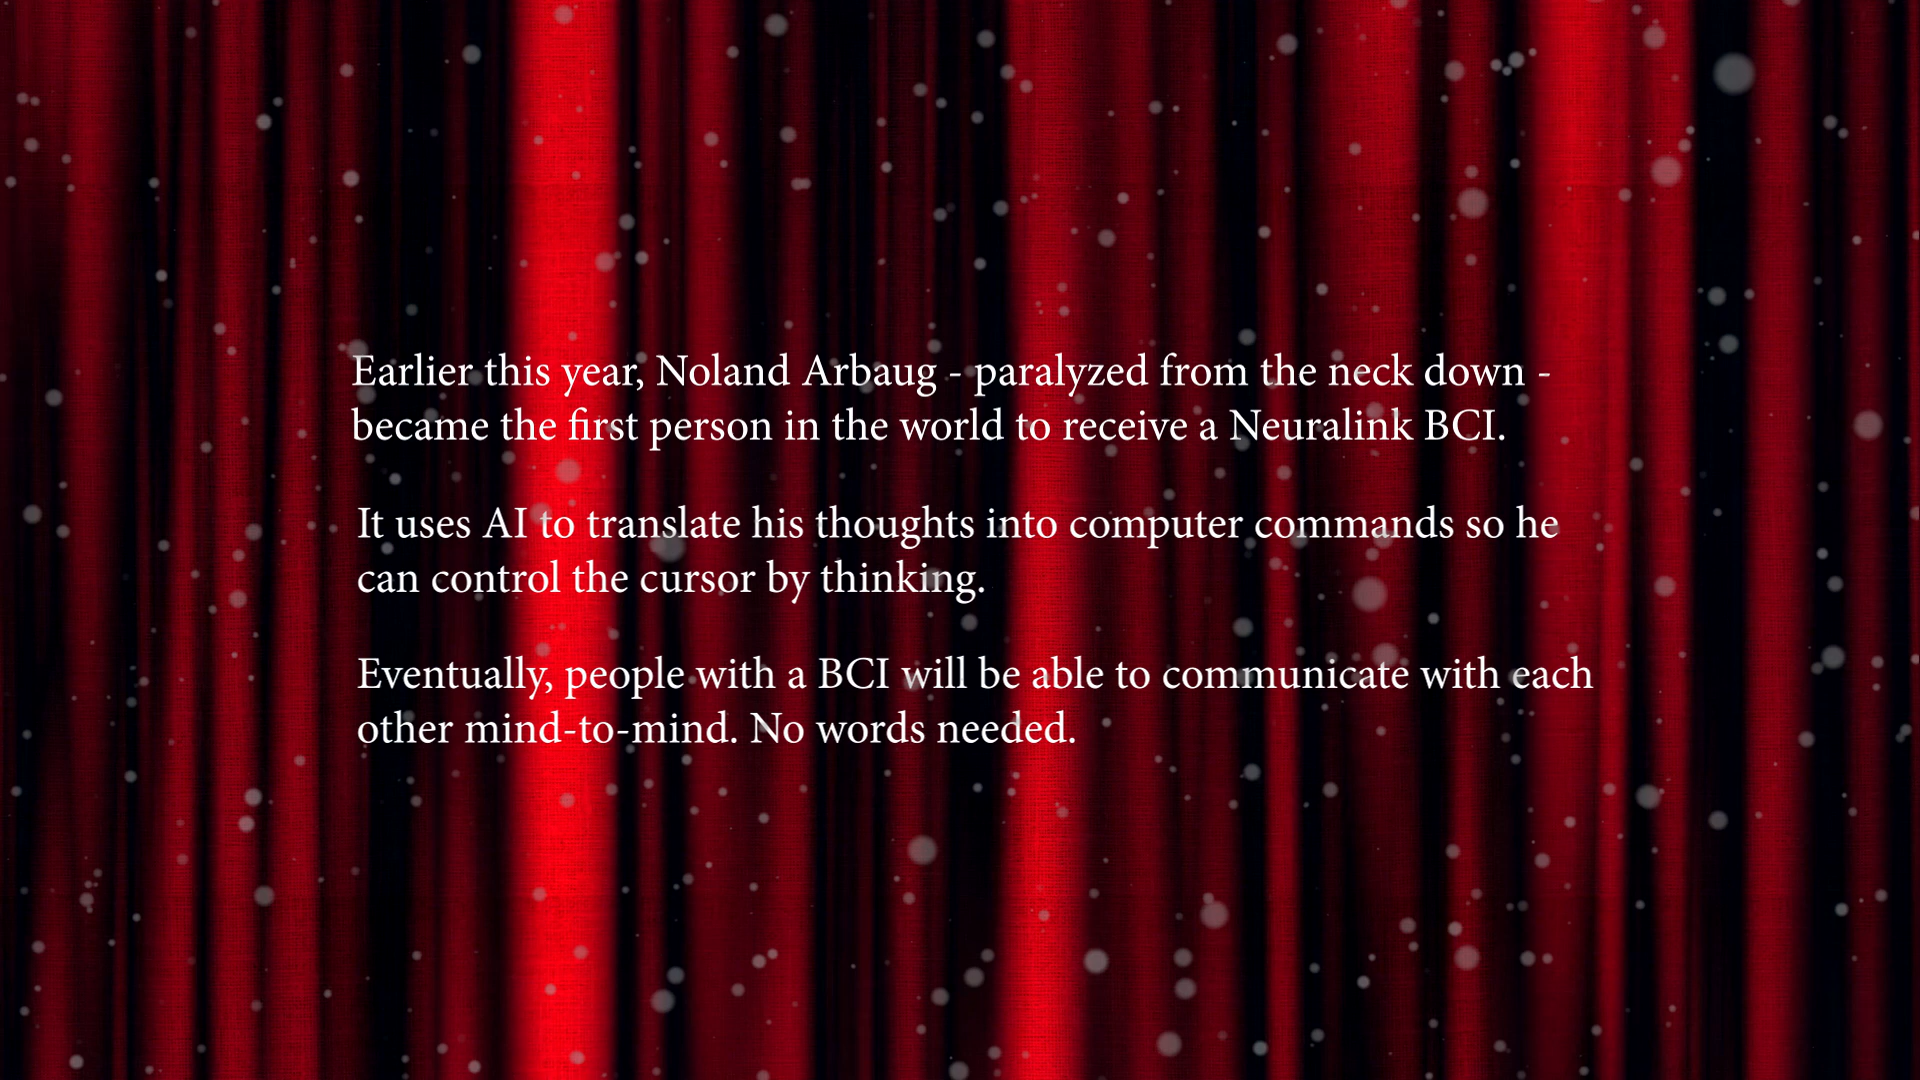 Earlier this year, Noland Arbaug - paralyzed from the neck down -
became the first person in the world to receive a Neuralink BCI.
It uses AI to translate his thoughts into computer commands so he
can control the cursor by thinking.
Eventually, people with a BCI will be able to communicate with each
other mind-to-mind. No words needed.